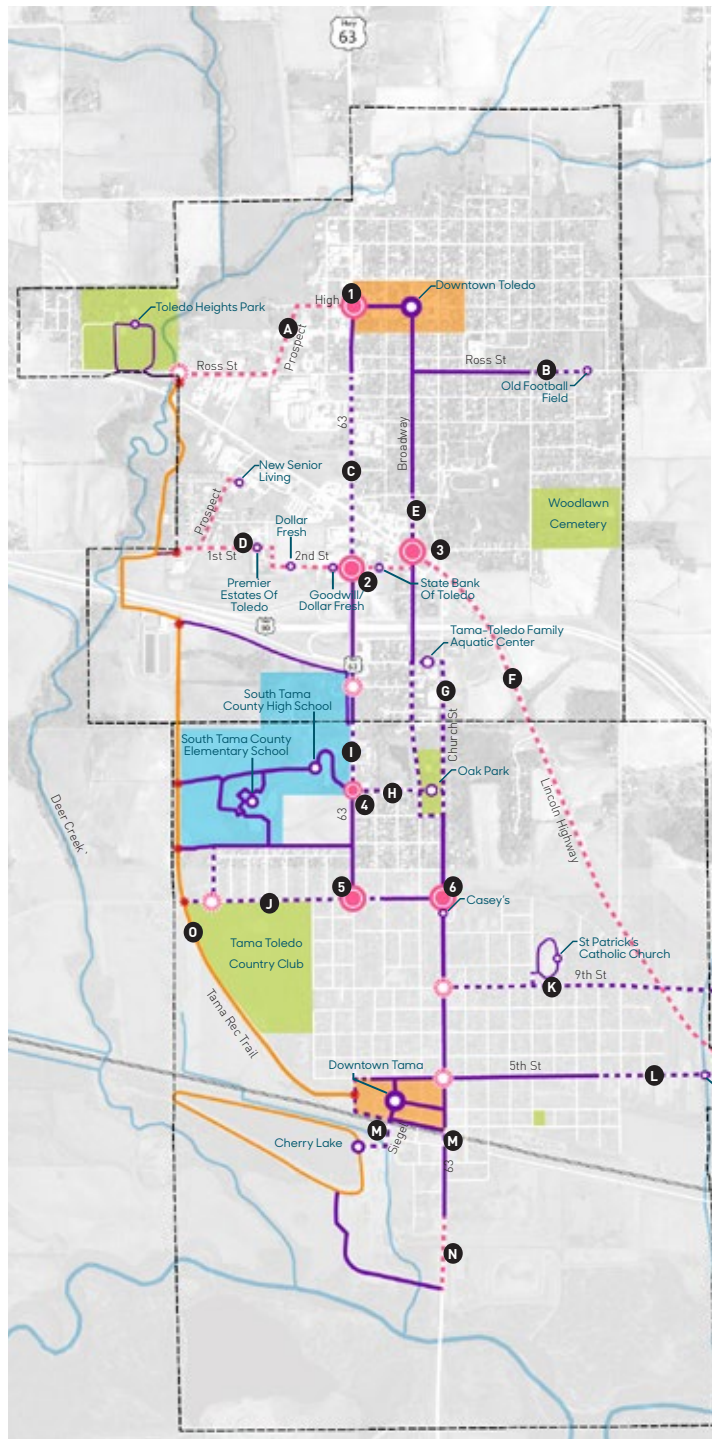 Hwy
63
1
Downtown Toledo
High
Toledo Heights Park
A
Prospect
Ross St
Ross St
B
Old Football
Field
63
Broadway
C
New Senior
Living
Prospect
E
Woodlawn
Cemetery
Dollar
Fresh
D
3
1st St
2nd St
2
Premier
Estates Of
Toledo
Goodwill/
Dollar Fresh
State Bank
Of Toledo
Tama-Toledo Family
Aquatic Center
63
F
G
South Tama
County High School
Church St
South Tama County
Elementary School
I
Oak Park
H
4
63
Lincoln Highway
Deer Creek
5
6
J
Casey's
O
Tama Toledo
Country Club
St Patrick's
Catholic Church
9th St
K
Tama Rec Trail
Downtown Tama
5th St
L
M
M
Siegel
Cherry Lake
63
N